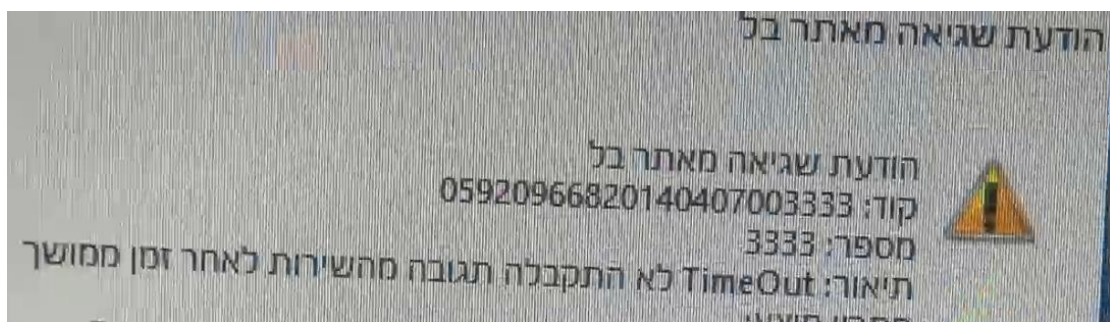 הודעת שגיאה מאתר בל
הודעת שגיאה מאתר בל
קוד: 05920966820140407003333
מספר: 3333
תיאור: TimeOut לא התקבלה תגובה מהשירות לאחר זמן ממושך